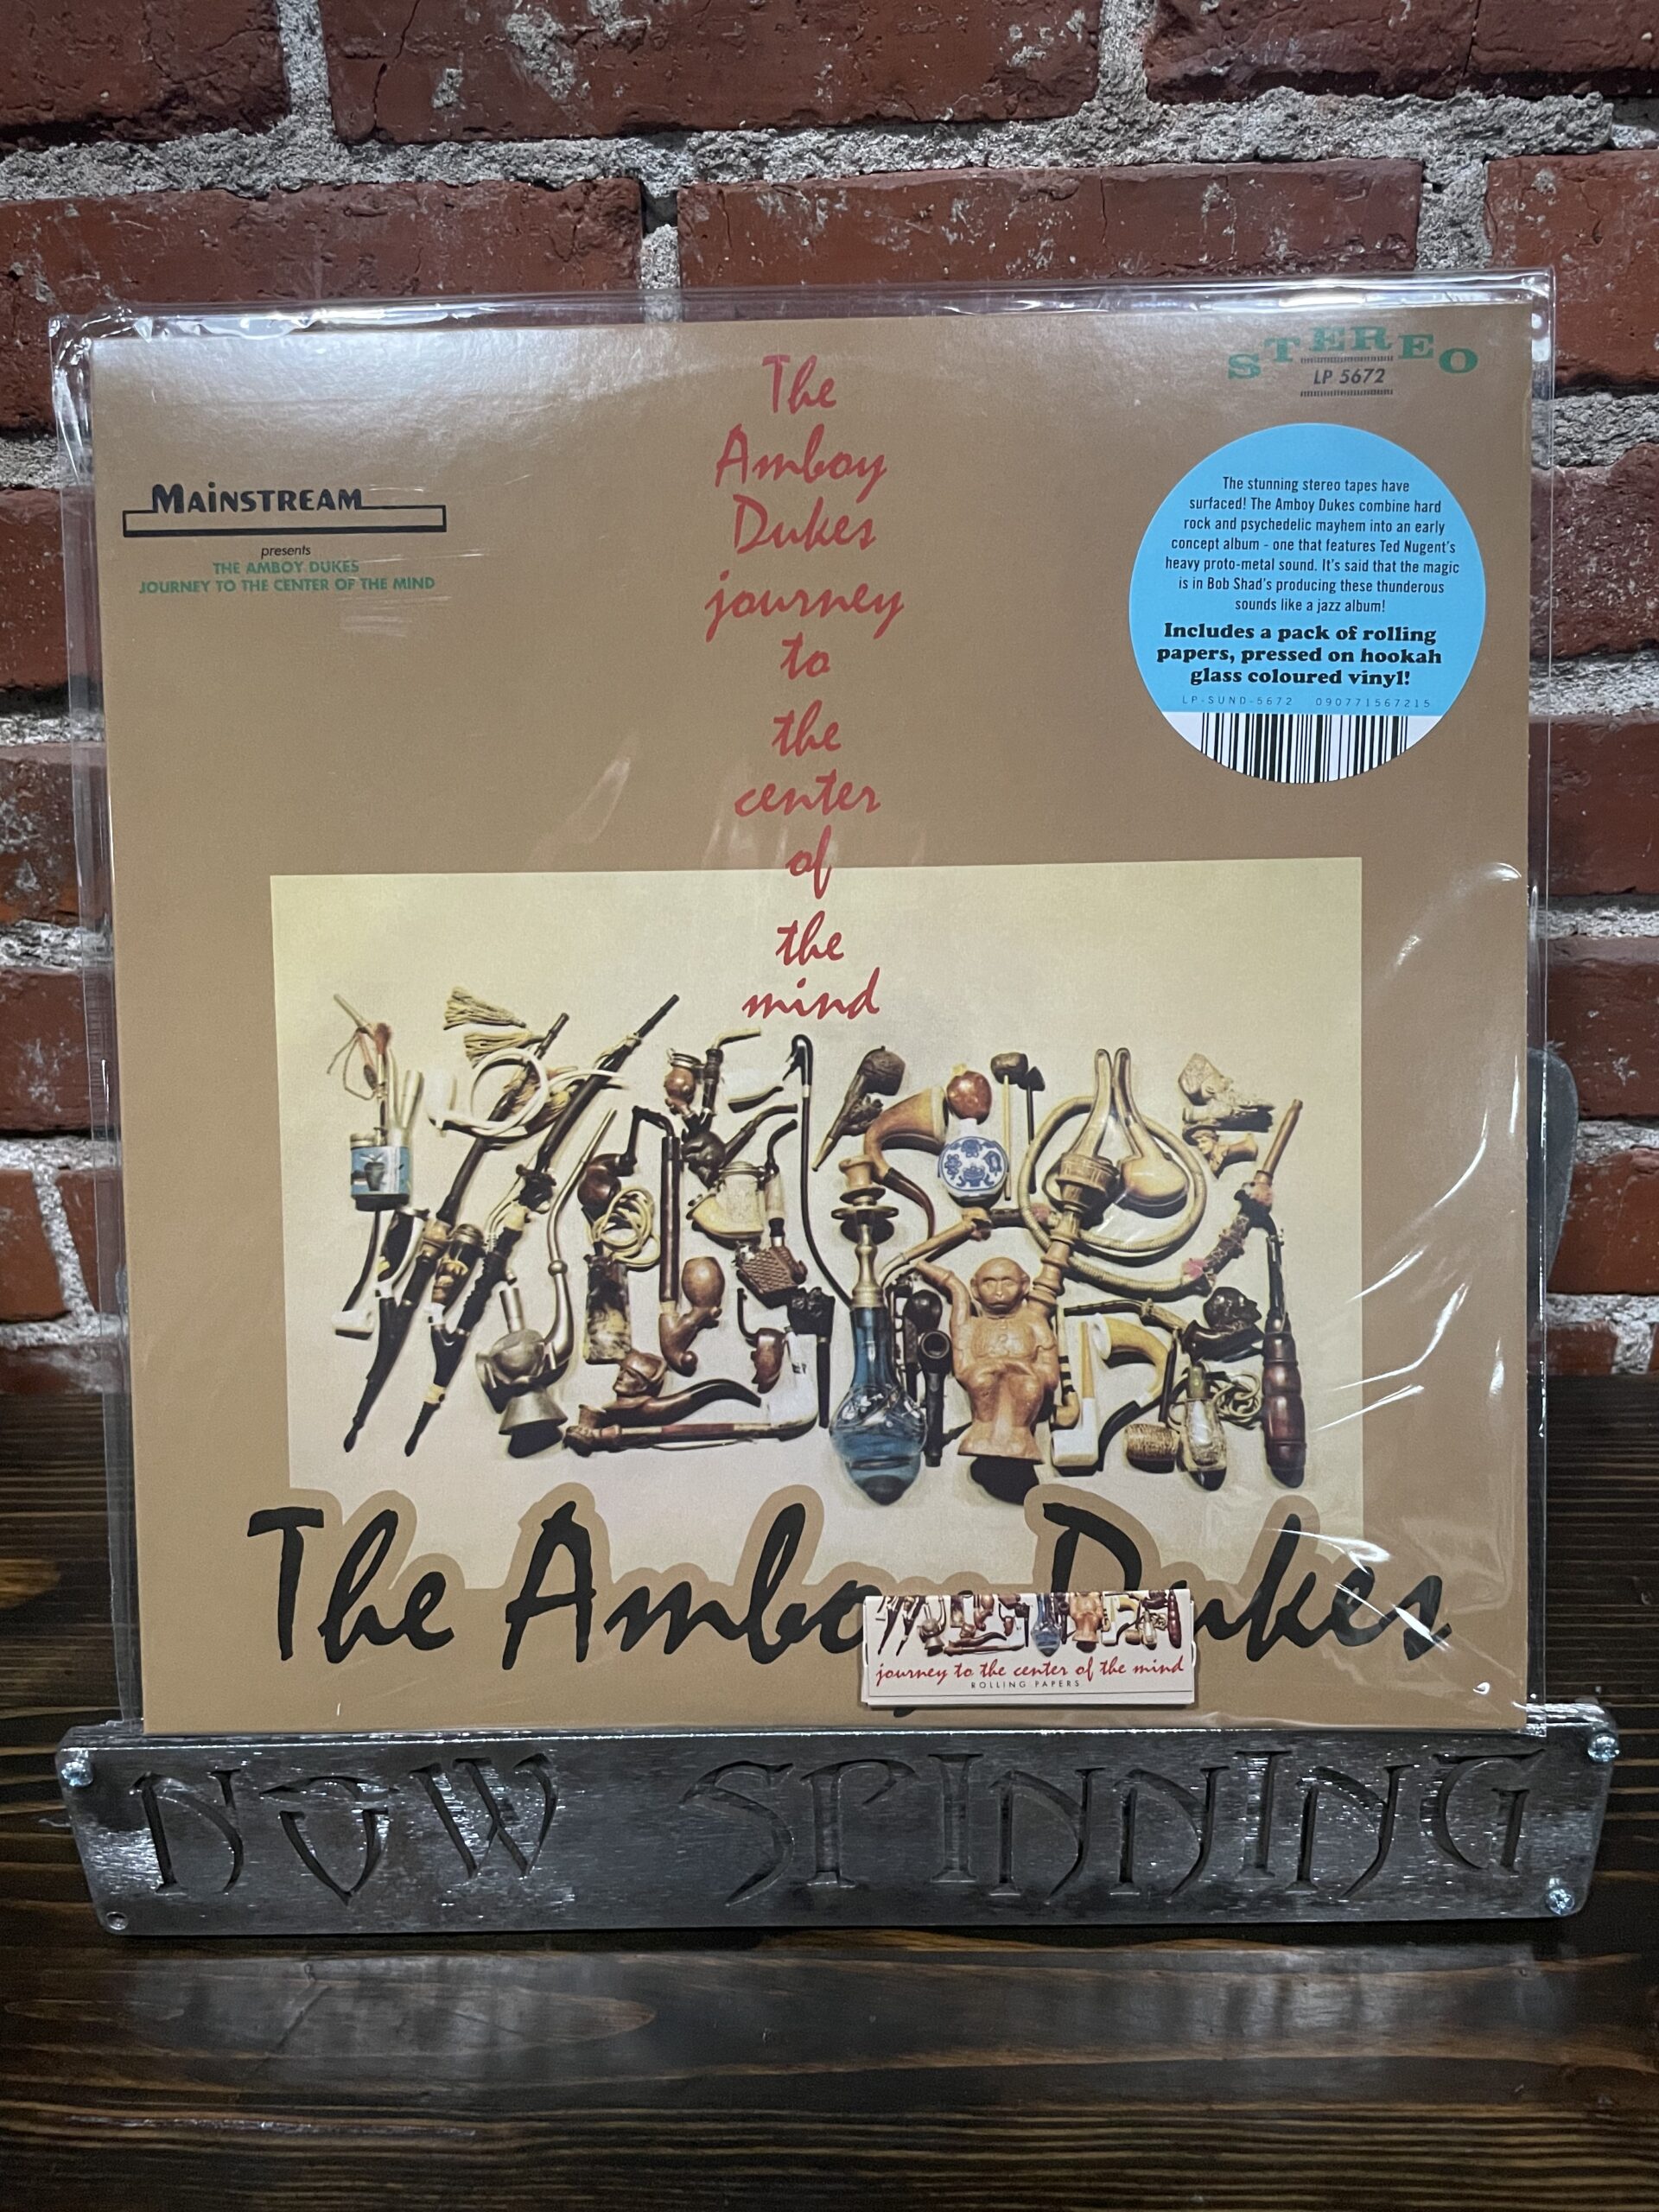 STEREO
LP 5672
The
Amboy
Dukes
journey
to
the
center
of
the
mind
MAiNSTREAM
presents
THE AMBOY DUKES
JOURNEY TO THE CENTER OF THE MIND
The stunning stereo tapes have
surfaced! The Amboy Dukes combine hard
rock and psychedelic mayhem into an early
concept album - one that features Ted Nugent's
heavy proto-metal sound. It's said that the magic
is in Bob Shad's producing these thunderous
sounds like a jazz album!
Includes a pack of rolling
papers, pressed on hookah
glass coloured vinyl!
LP-SUND-5672 090771567215
The Amboy Dukes
journey to the center of the mind
ROLLING PAPERS
NOW SPINNING